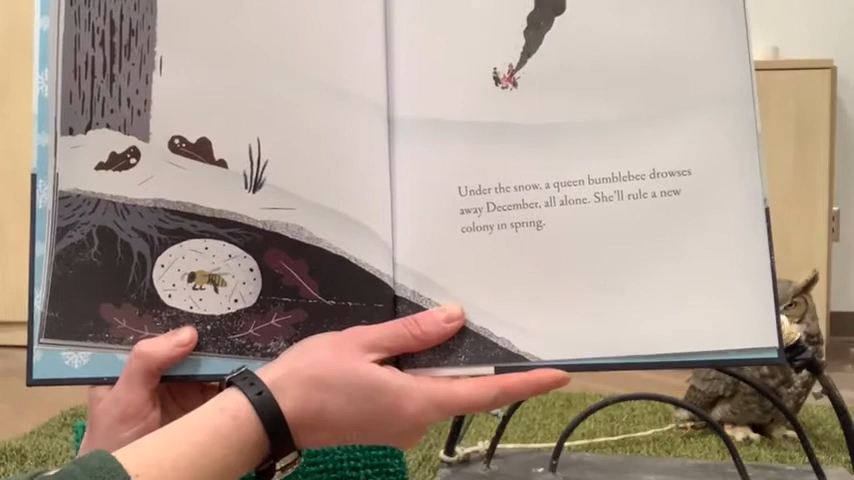 Under the snow, a queen bumblebee drowses
away December, all alone. She'll rule a new
colony in spring.